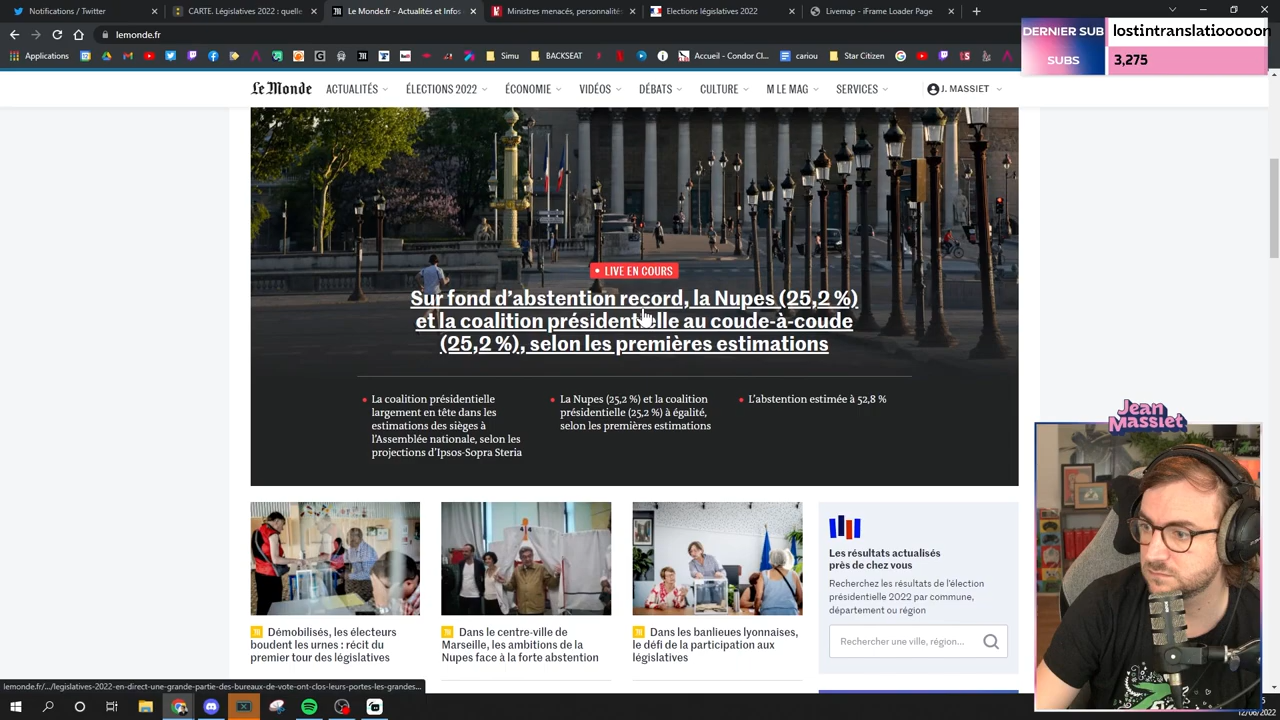 / Twitter
CARTE. Législatives 2022 : quel
Le Monde.fr - Actualités et Infos
Ministres menacés, personnalités
Elections législatives 2022
Livemap - iFrame Loader Page
lemonde.fr
Applications
Simu
BACKSEAT
Accueil - Condor Cl...
cariou
Star Citizen
DERNIER SUB
lostintranslatiooooon
SUBS
3,275
Le Monde
ACTUALITÉS
ÉLECTIONS 2022
ÉCONOMIE
VIDÉOS
DÉBATS
CULTURE
M LE MAG
SERVICES
J. MASSIET
LIVE EN COURS
Sur fond d'abstention record, la Nupes (25,2 %)
et la coalition présidentielle au coude-à-coude
(25,2 %), selon les premières estimations
La coalition présidentielle
largement en tête dans les
estimations des sièges à
l'Assemblée nationale, selon les
projections d'Ipsos-Sopra Steria
La Nupes (25,2 %) et la coalition
présidentielle (25,2 %) à égalité,
selon les premières estimations
L'abstention estimée à 52,8 %
Jean
Massiet
Démobilisés, les électeurs
boudent les urnes : récit du
premier tour des législatives
Dans le centre-ville de
Marseille, les ambitions de la
Nupes face à la forte abstention
Dans les banlieues lyonnaises,
le défi de la participation aux
législatives
Les résultats actualisés
près de chez vous
Recherchez les résultats de l'élection
présidentielle 2022 par commune,
département ou région
Rechercher une ville, région...
lemonde.fr/.../legislatives-2022-en-direct-une-grande-partie-des-bureaux-de-vote-ont-clos-leurs-portes-les-grandes...
12/06/2022